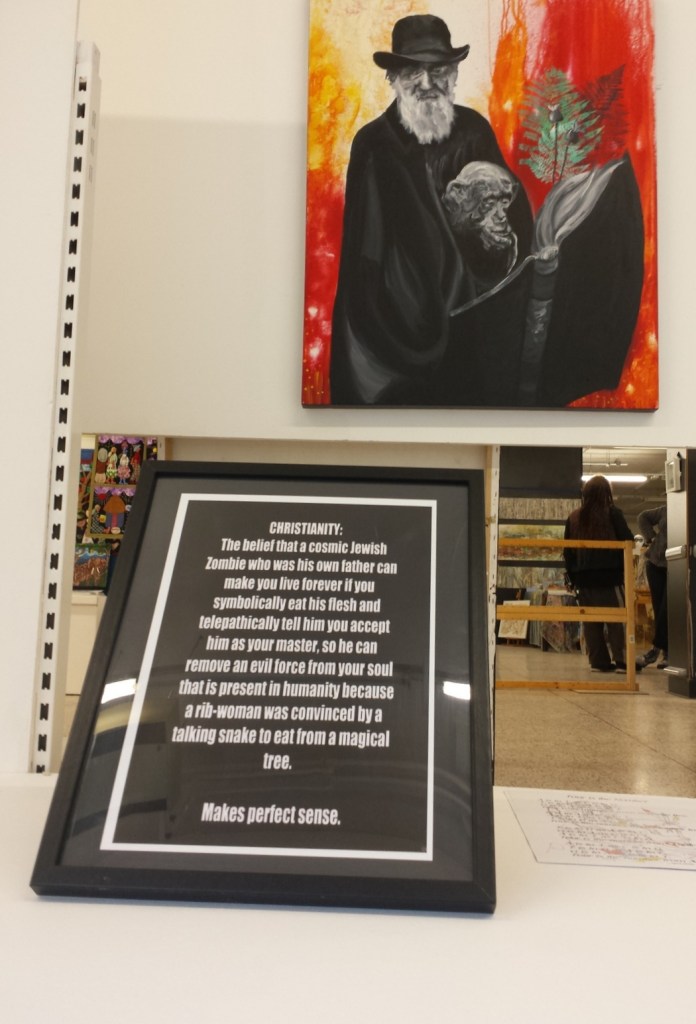 CHRISTIANITY:
The belief that a cosmic Jewish
Zombie who was his own father can
make you live forever if you
symbolically eat his flesh and
telepathically tell him you accept
him as your master, so he can
remove an evil force from your soul
that is present in humanity because
a rib-woman was convinced by a
talking snake to eat from a magical
tree.
Makes perfect sense.